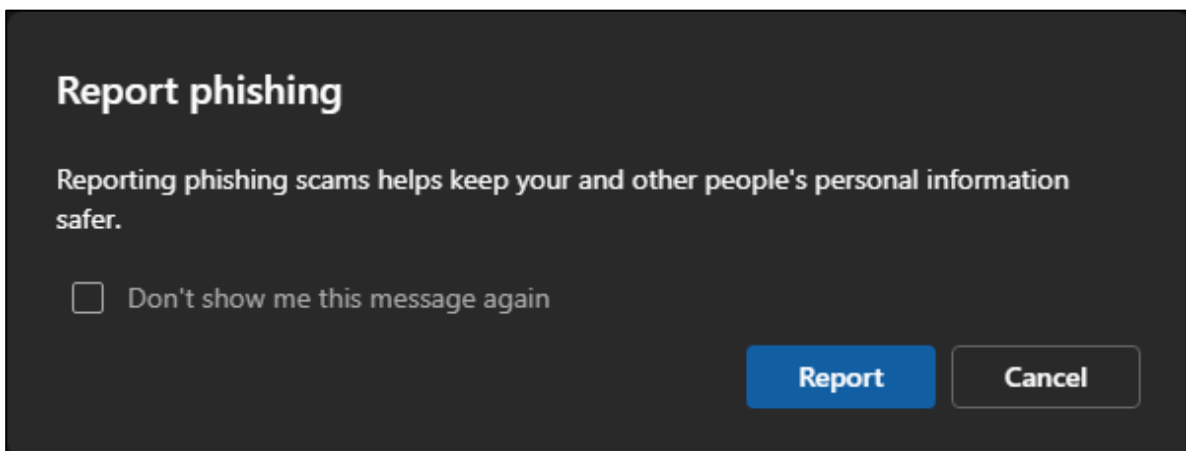 Report phishing
Reporting phishing scams helps keep your and other people's personal information
safer.
Don't show me this message again
Report
Cancel